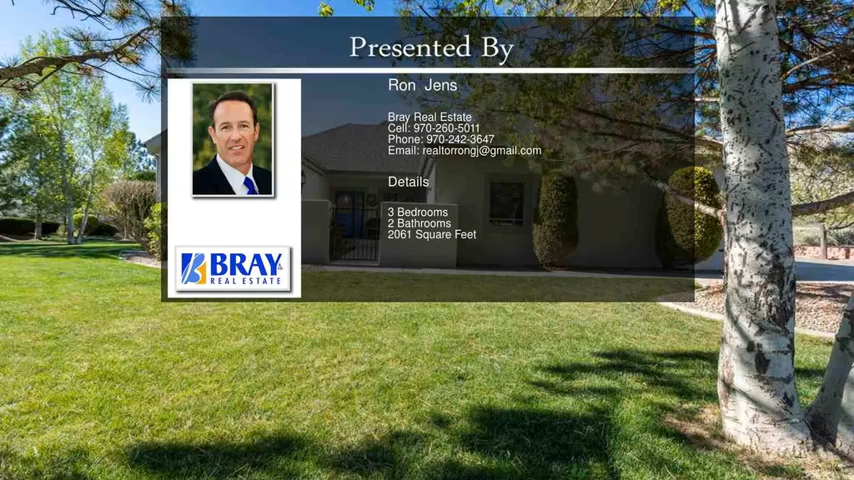 Presented By
Ron Jens
Bray Real Estate
Cell: 970-260-5011
Phone: 970-242-3647
Email: realtorrongj@gmail.com
Details
3 Bedrooms
2 Bathrooms
2061 Square Feet
BRAY
REAL ESTATE